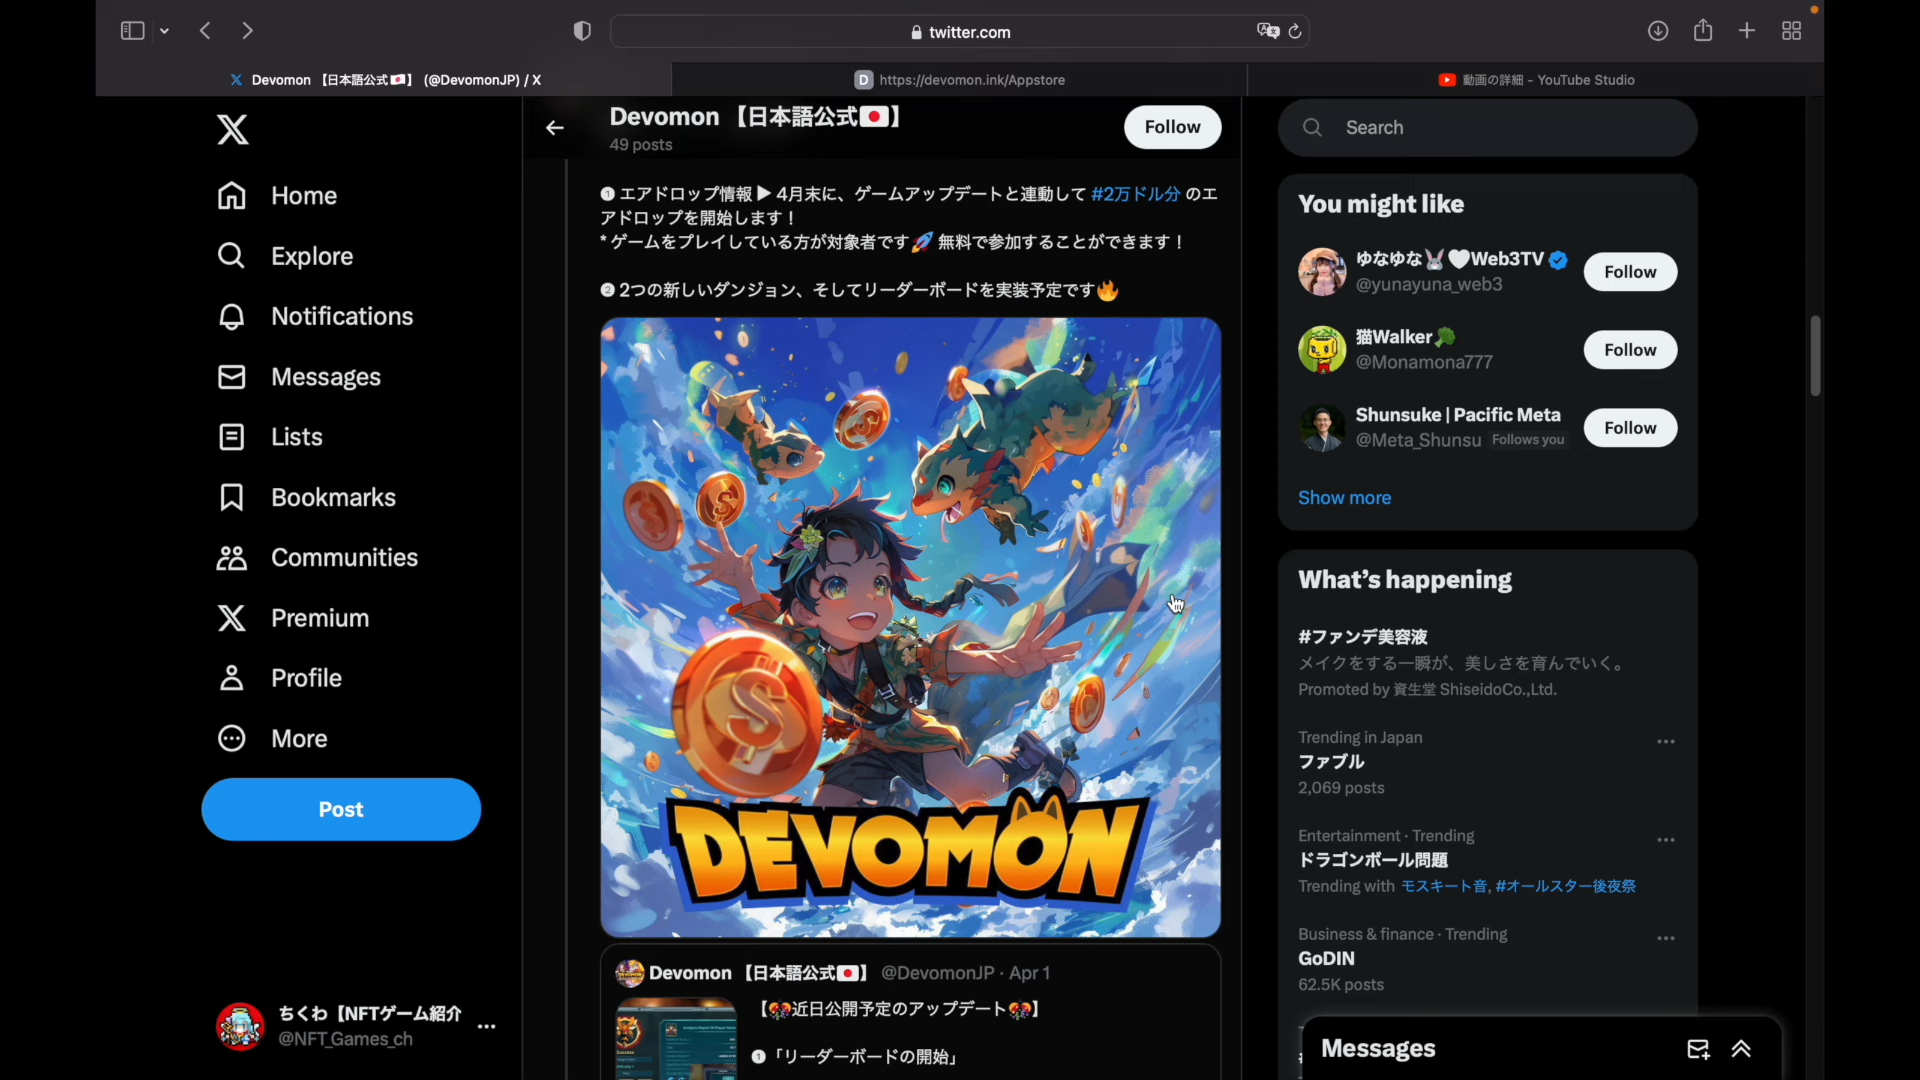 twitter.com
Devomon 【日本語公式🇯🇵】 (@DevomonJP) / X
D https://devomon.ink/Appstore
動画の詳細 - YouTube Studio
Home
Explore
Notifications
Messages
Lists
Bookmarks
Communities
Premium
Profile
More
Post
ちくわ【NFTゲーム紹介
@NFT_Games_ch
Devomon 【日本語公式🇯🇵】
49 posts
Follow
❶ エアドロップ情報 ▶ 4月末に、ゲームアップデートと連動して #2万ドル分 のエ
アドロップを開始します！
* ゲームをプレイしている方が対象者です🚀 無料で参加することができます！
❷ 2つの新しいダンジョン、そしてリーダーボードを実装予定です🔥
DEVOMON
Devomon 【日本語公式🇯🇵】 @DevomonJP · Apr 1
【🎊近日公開予定のアップデート🎊】
❶「リーダーボードの開始」
Search
You might like
ゆなゆな🐰🤍Web3TV
@yunayuna_web3
Follow
猫Walker🥦
@Monamona777
Follow
Shunsuke | Pacific Meta
@Meta_Shunsu Follows you
Follow
Show more
What's happening
#ファンデ美容液
メイクをする一瞬が、美しさを育んでいく。
Promoted by 資生堂 ShiseidoCo.,Ltd.
Trending in Japan
ファブル
2,069 posts
Entertainment · Trending
ドラゴンボール問題
Trending with モスキート音, #オールスター後夜祭
Business & finance · Trending
GoDIN
62.5K posts
Messages